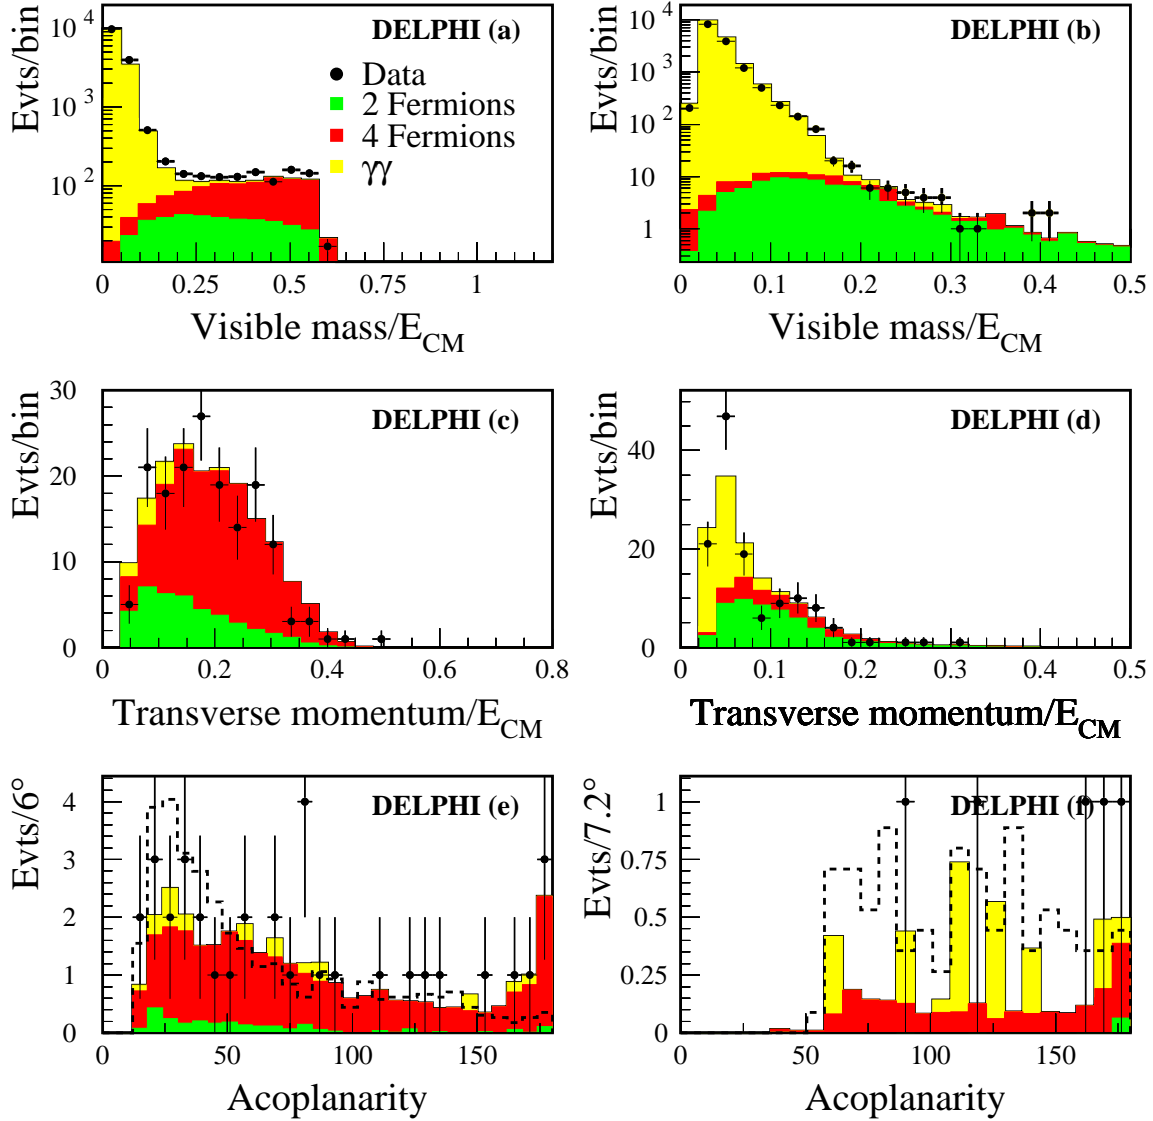 Evts/bin
10^4
10^3
10^2
DELPHI (a)
Data
2 Fermions
4 Fermions
γγ
0 0.25 0.5 0.75 1
Visible mass/E_CM
Evts/bin
10^4
10^3
10^2
10
1
DELPHI (b)
0 0.1 0.2 0.3 0.4 0.5
Visible mass/E_CM
Evts/bin
30
20
10
0
DELPHI (c)
0 0.2 0.4 0.6 0.8
Transverse momentum/E_CM
Evts/bin
40
20
0
DELPHI (d)
0 0.1 0.2 0.3 0.4 0.5
Transverse momentum/E_CM
Evts/6°
4
3
2
1
0
DELPHI (e)
0 50 100 150
Acoplanarity
Evts/7.2°
1
0.75
0.5
0.25
0
DELPHI (f)
0 50 100 150
Acoplanarity